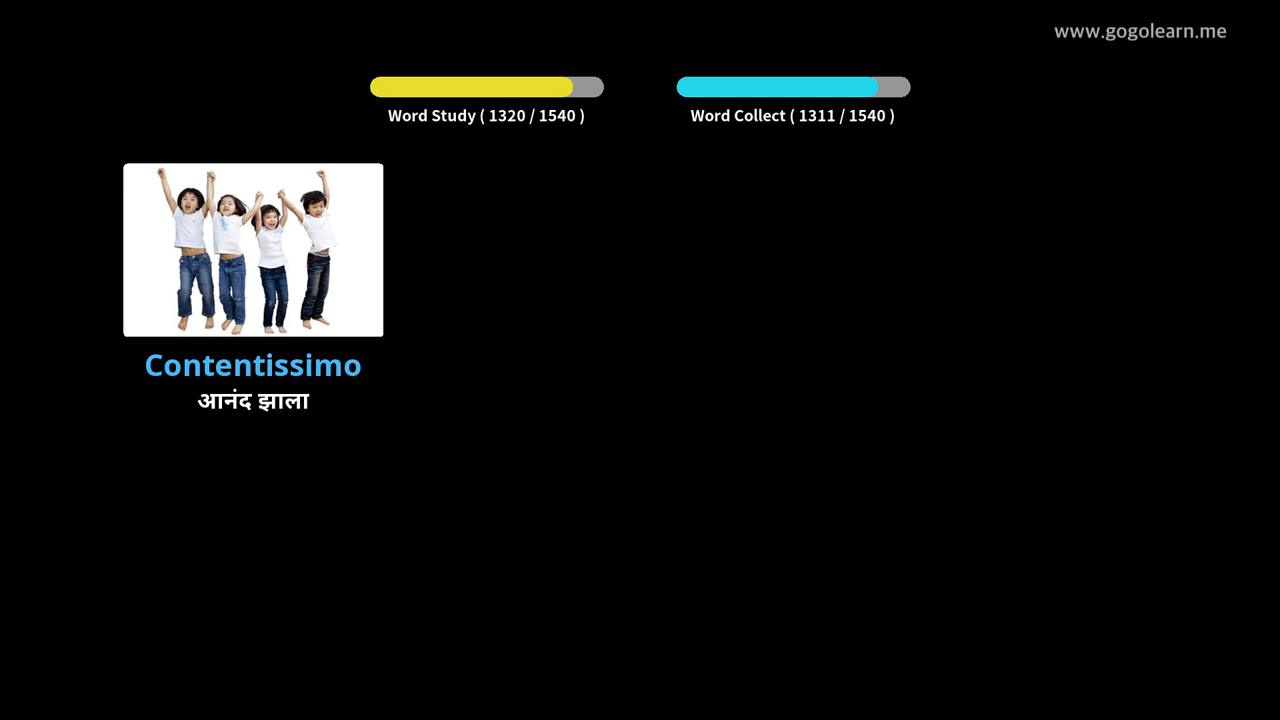 www.gogolearn.me
Word Study ( 1320 / 1540 )
Word Collect ( 1311 / 1540 )
Contentissimo
आनंद झाला